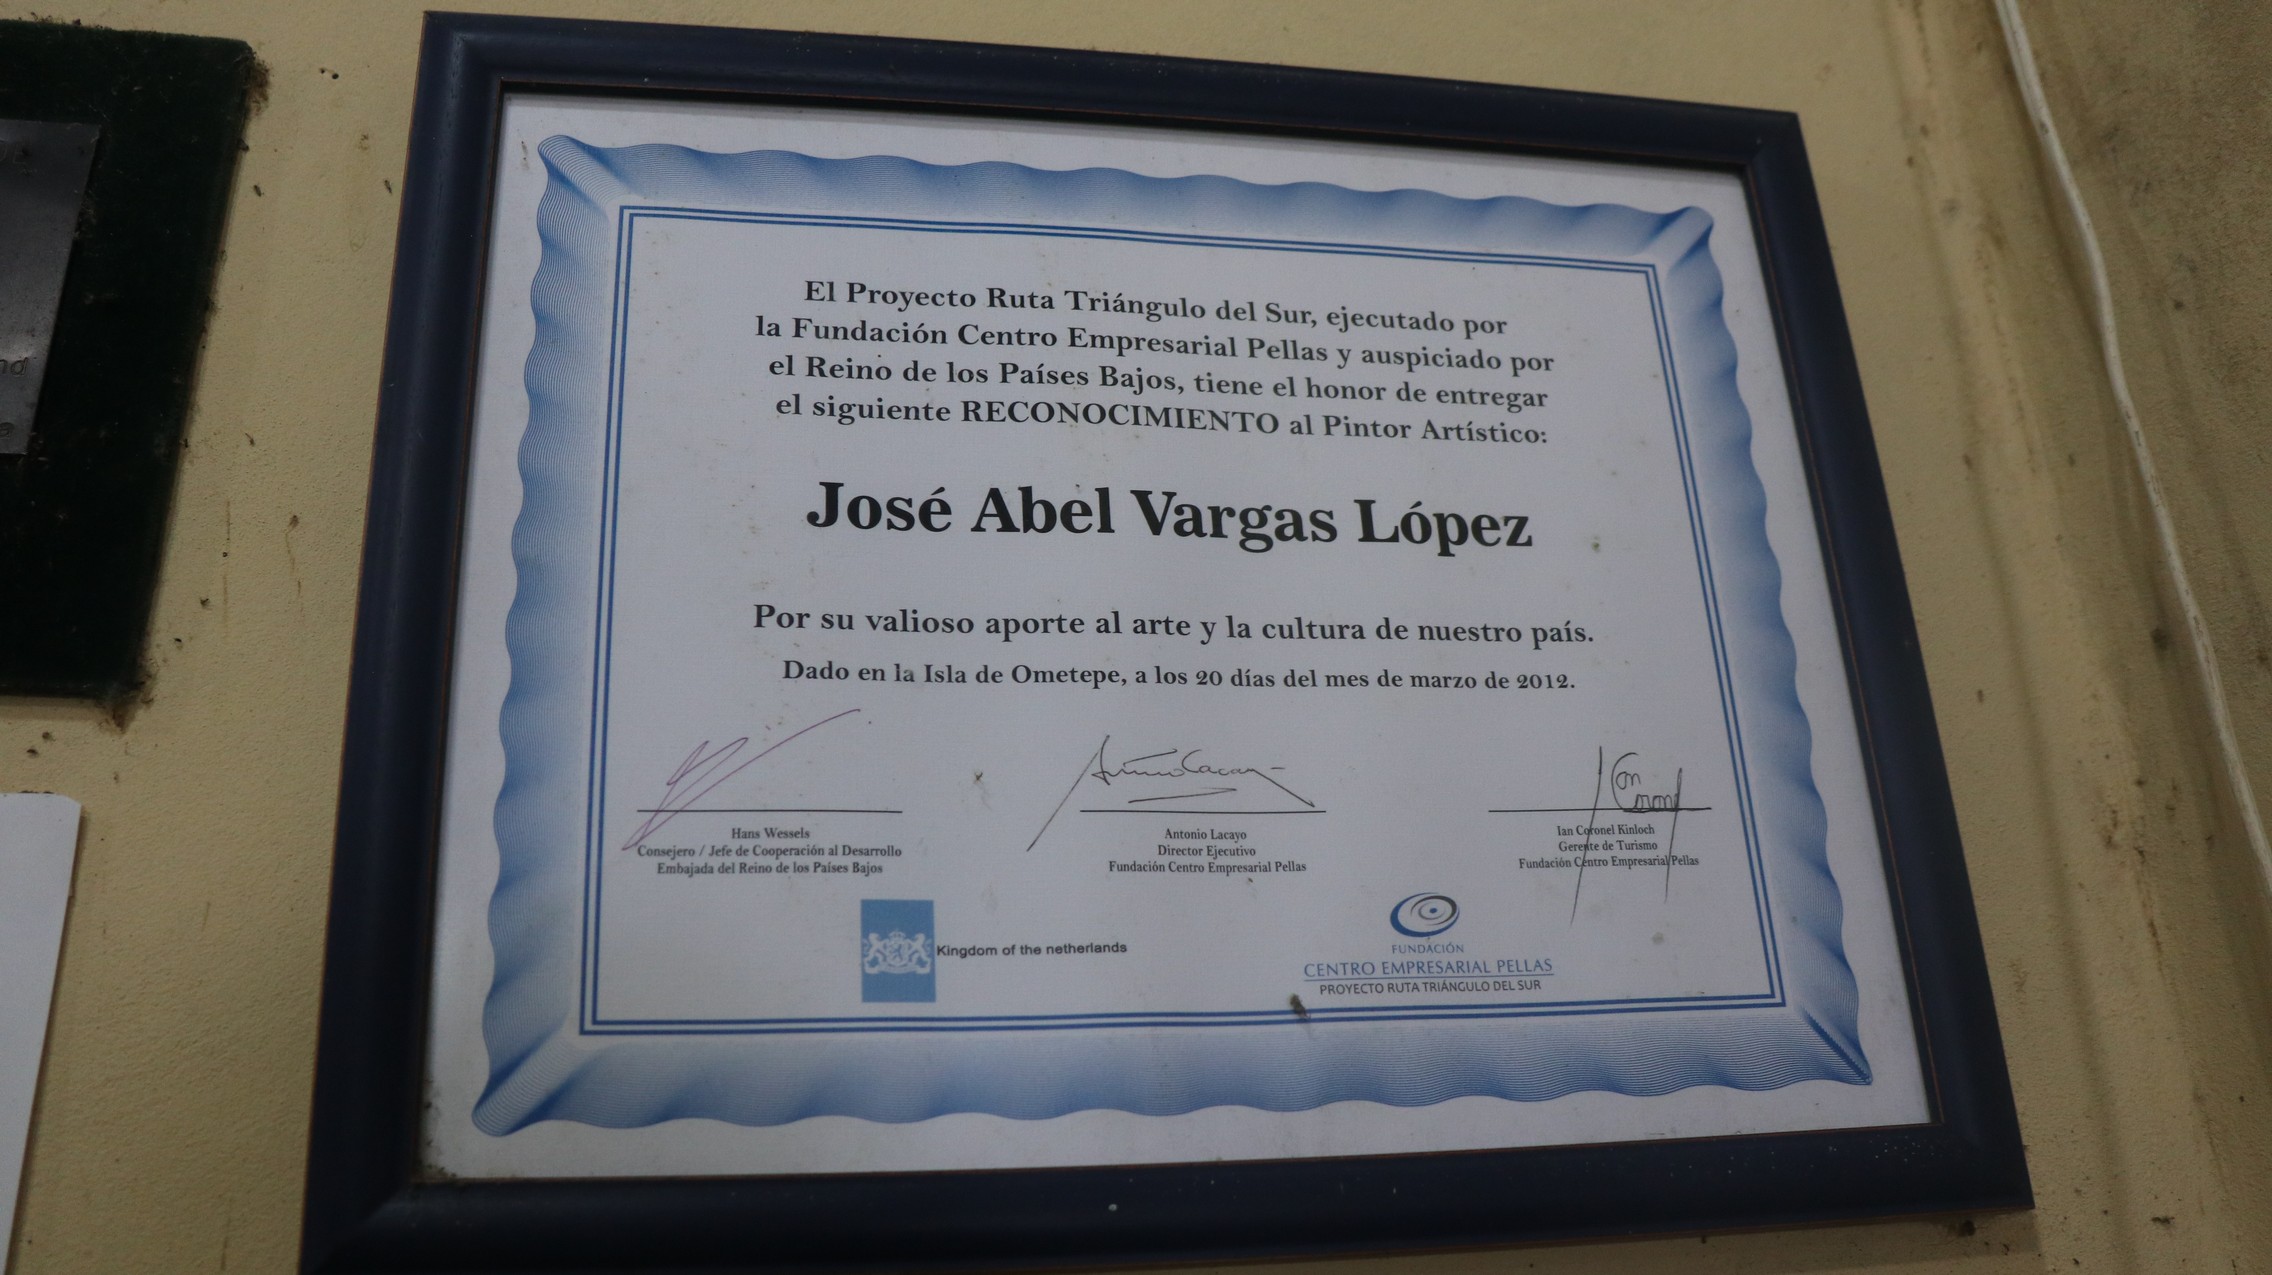 El Proyecto Ruta Triángulo del Sur, ejecutado por
la Fundación Centro Empresarial Pellas y auspiciado por
el Reino de los Países Bajos, tiene el honor de entregar
el siguiente RECONOCIMIENTO al Pintor Artístico:
José Abel Vargas López
Por su valioso aporte al arte y la cultura de nuestro país.
Dado en la Isla de Ometepe, a los 20 días del mes de marzo de 2012.
Hans Wessels
Consejero / Jefe de Cooperación al Desarrollo
Embajada del Reino de los Países Bajos
Antonio Lacayo
Director Ejecutivo
Fundación Centro Empresarial Pellas
Ian Coronel Kinloch
Gerente de Turismo
Fundación Centro Empresarial Pellas
Kingdom of the netherlands
FUNDACIÓN
CENTRO EMPRESARIAL PELLAS
PROYECTO RUTA TRIÁNGULO DEL SUR